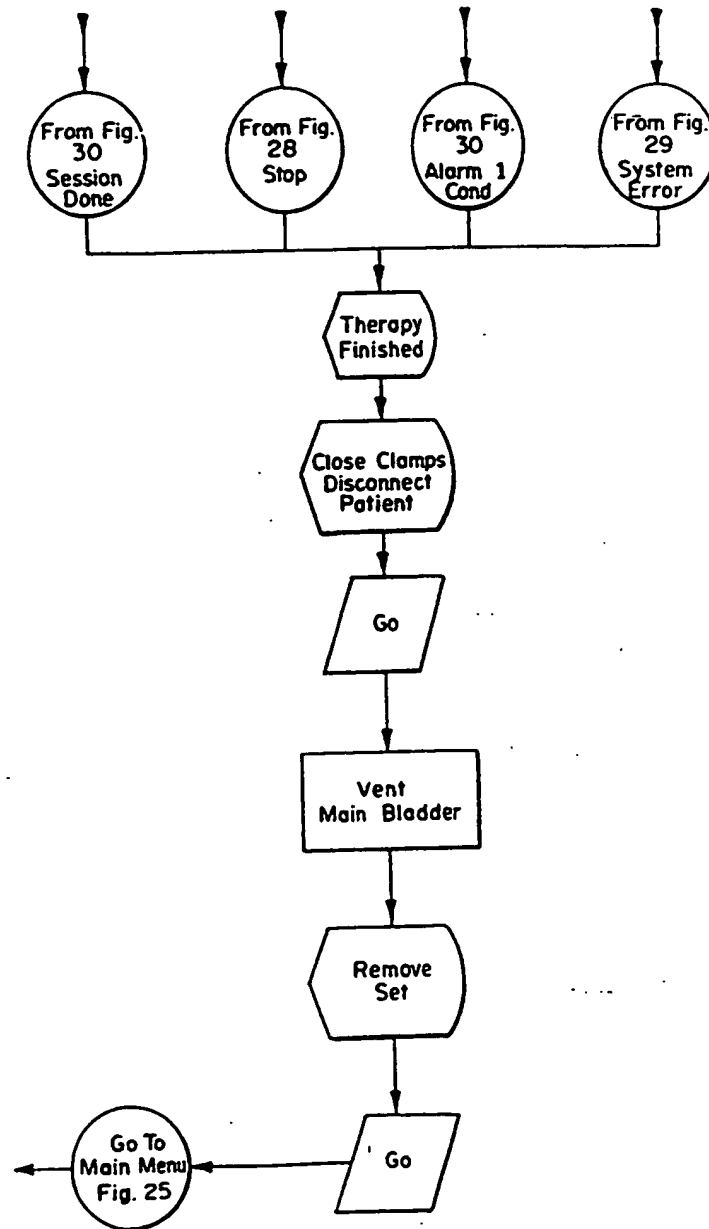 From Fig.
30
Session
Done
From Fig.
28
Stop
From Fig.
30
Alarm 1
Cond
From Fig.
29
System
Error
Therapy
Finished
Close Clamps
Disconnect
Patient
Go
Vent
Main Bladder
Remove
Set
Go
Go To
Main Menu
Fig. 25